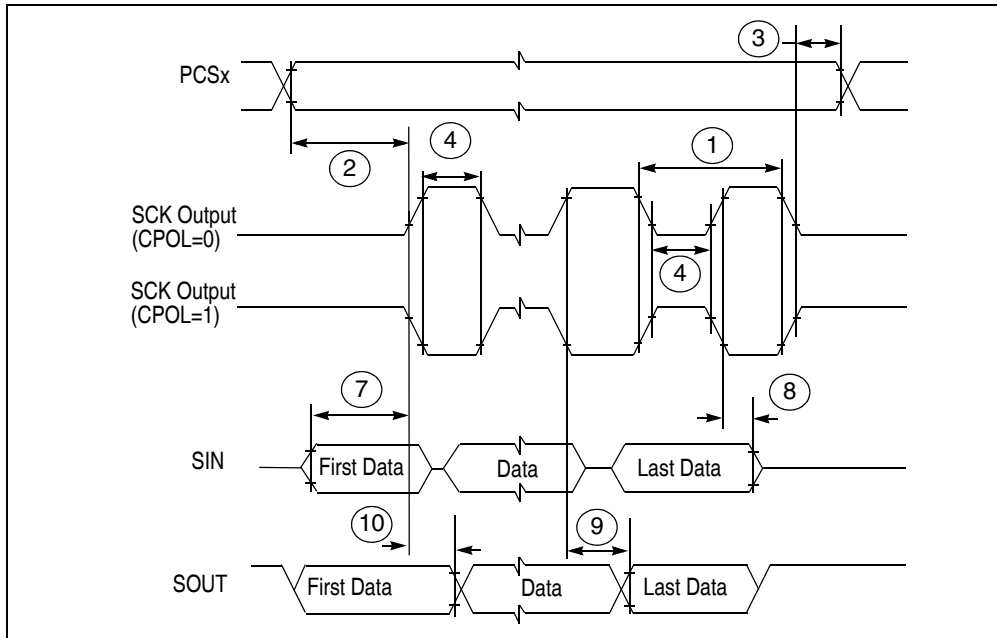 3
PCSx
2
4
1
SCK Output
(CPOL=0)
4
SCK Output
(CPOL=1)
7
8
SIN
First Data
Data
Last Data
10
9
SOUT
First Data
Data
Last Data